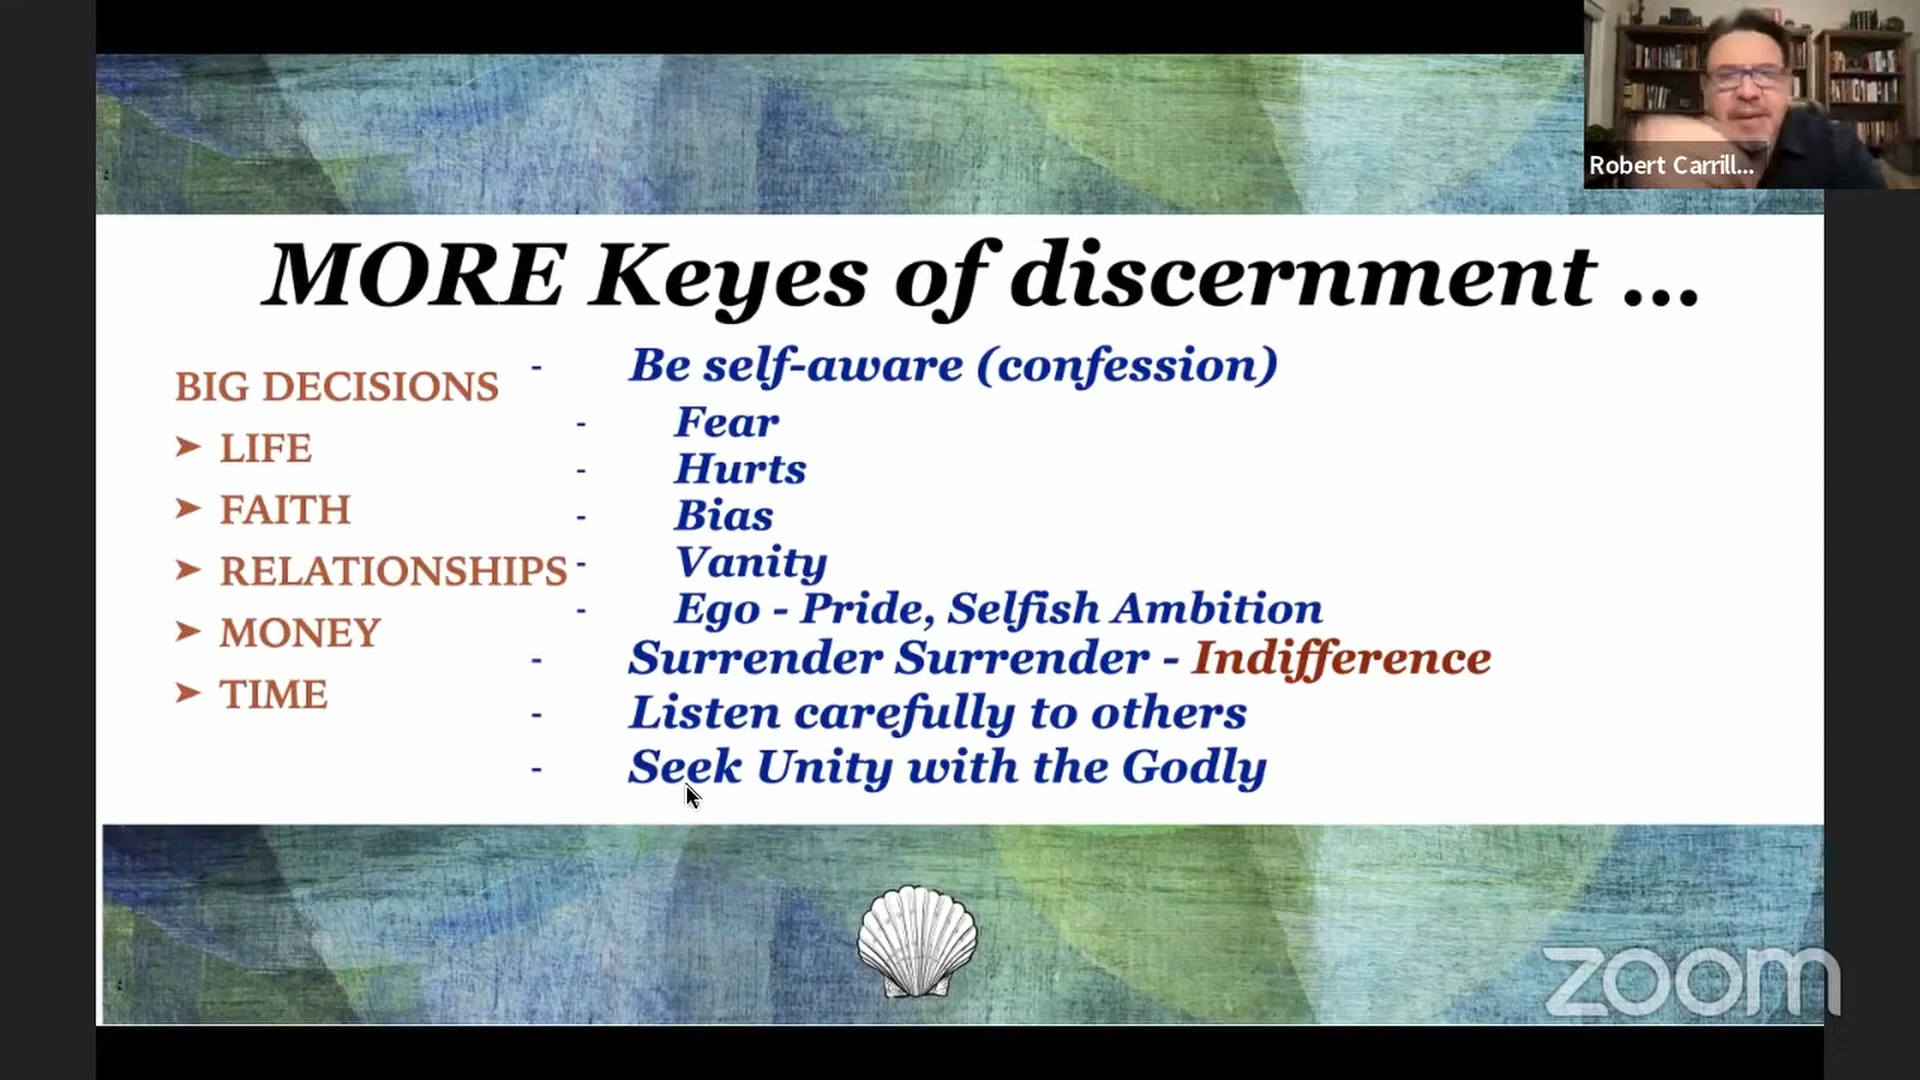 Robert Carrill...
MORE Keyes of discernment ...
BIG DECISIONS
➤ LIFE
➤ FAITH
➤ RELATIONSHIPS
➤ MONEY
➤ TIME
- Be self-aware (confession)
- Fear
- Hurts
- Bias
- Vanity
- Ego - Pride, Selfish Ambition
- Surrender Surrender - Indifference
- Listen carefully to others
- Seek Unity with the Godly
zoom